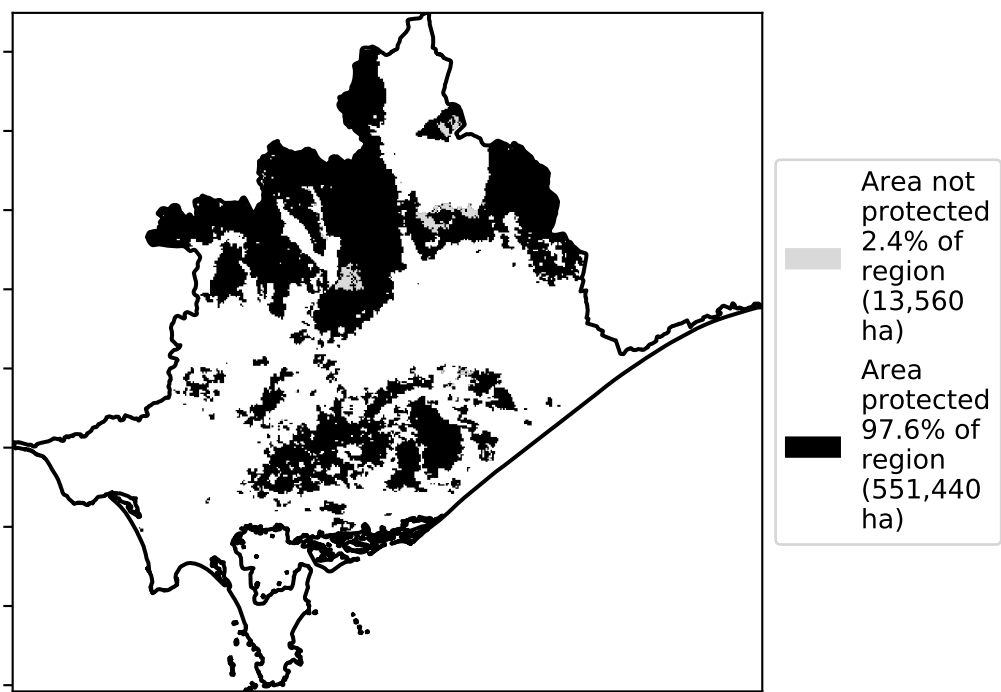 Area not
protected
2.4% of
region
(13,560
ha)
Area
protected
97.6% of
region
(551,440
ha)